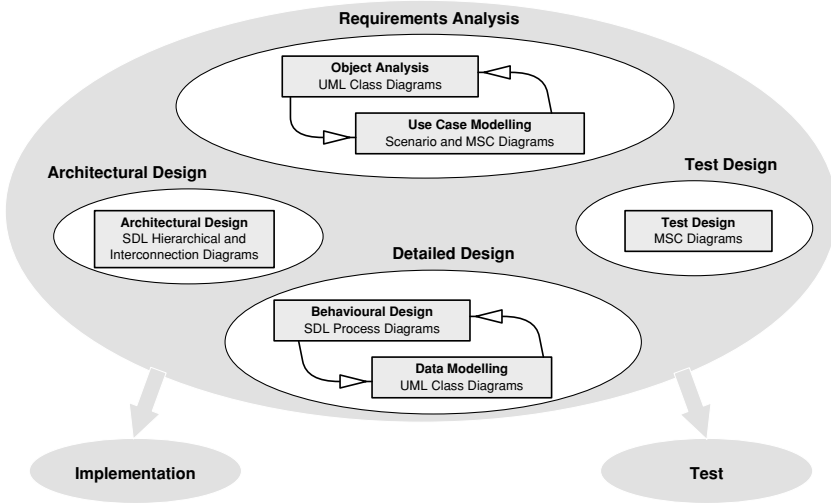 Requirements Analysis
Object Analysis
UML Class Diagrams
Use Case Modelling
Scenario and MSC Diagrams
Architectural Design
Architectural Design
SDL Hierarchical and
Interconnection Diagrams
Test Design
Test Design
MSC Diagrams
Detailed Design
Behavioural Design
SDL Process Diagrams
Data Modelling
UML Class Diagrams
Implementation
Test